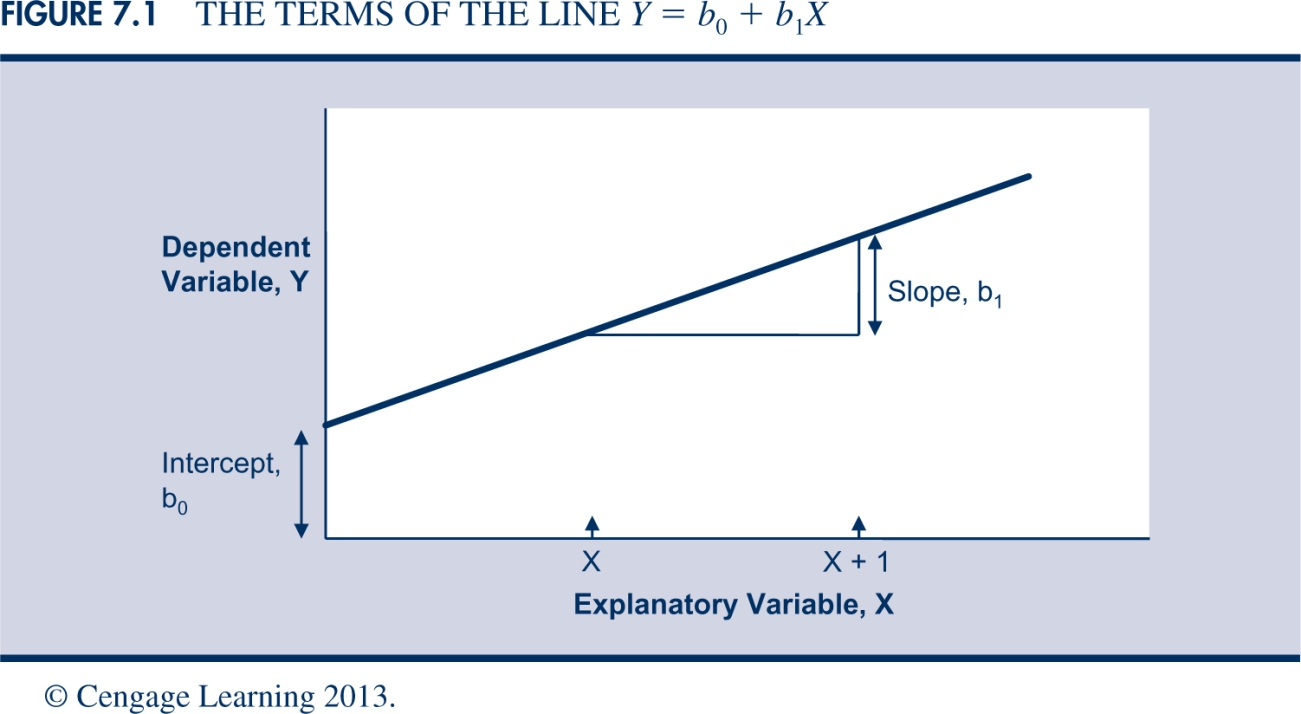 FIGURE 7.1 THE TERMS OF THE LINE Y = b₀ + b₁X
Dependent
Variable, Y
Slope, b₁
Intercept,
b₀
X
X + 1
Explanatory Variable, X
© Cengage Learning 2013.